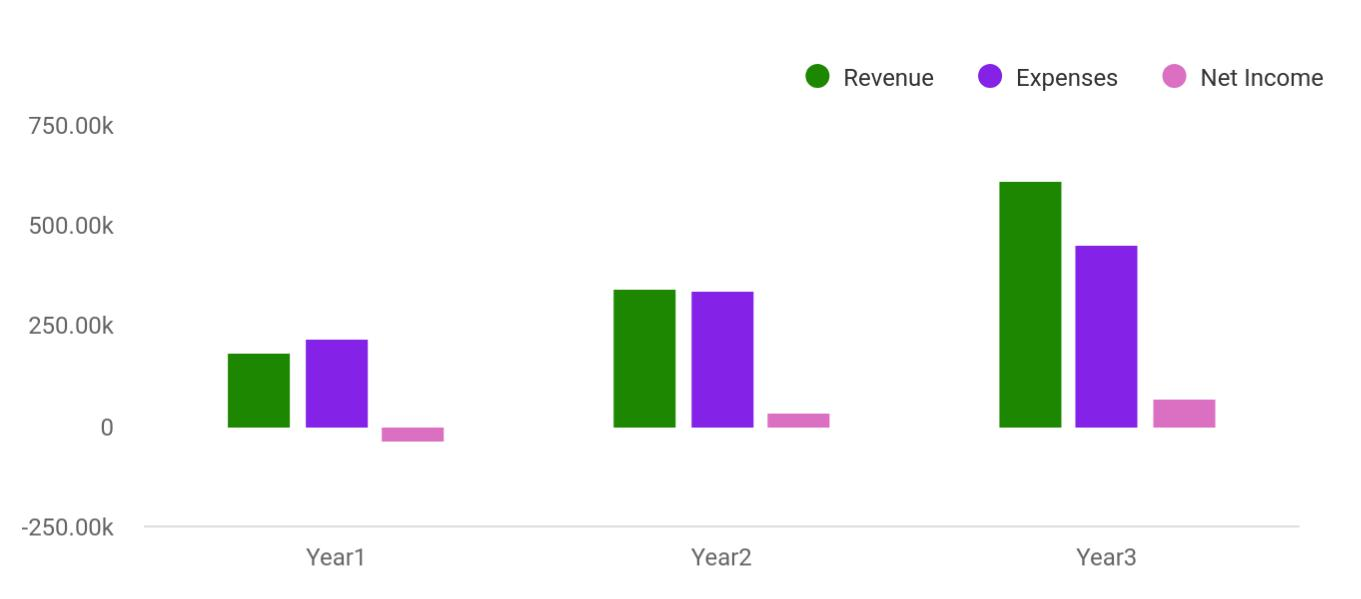 Revenue Expenses Net Income
750.00k
500.00k
250.00k
0
-250.00k
Year1 Year2 Year3